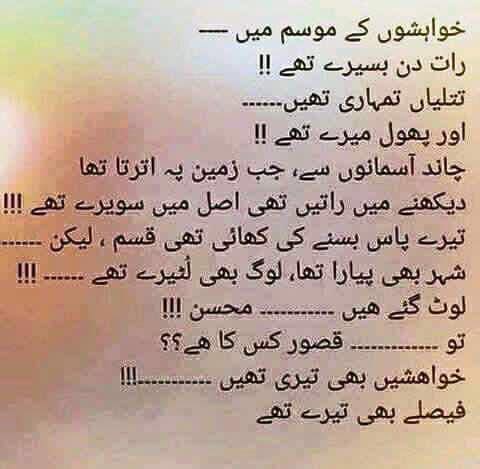 خواہشوں کے موسم میں ----
رات دن بسیرے تھے !!
تتلیاں تمہاری تھیں------
اور پھول میرے تھے !!
چاند آسمانوں سے، جب زمین پہ اترتا تھا
دیکھنے میں راتیں تھی اصل میں سویرے تھے !!!
تیرے پاس بسنے کی کھائی تھی قسم ، لیکن ------
شہر بھی پیارا تھا، لوگ بھی لُٹیرے تھے ------ !!!
لوٹ گئے ھیں ----------- محسن !!!
تو ------------- قصور کس کا ھے؟؟
خواھشیں بھی تیری تھیں -----------!!!
فیصلے بھی تیرے تھے